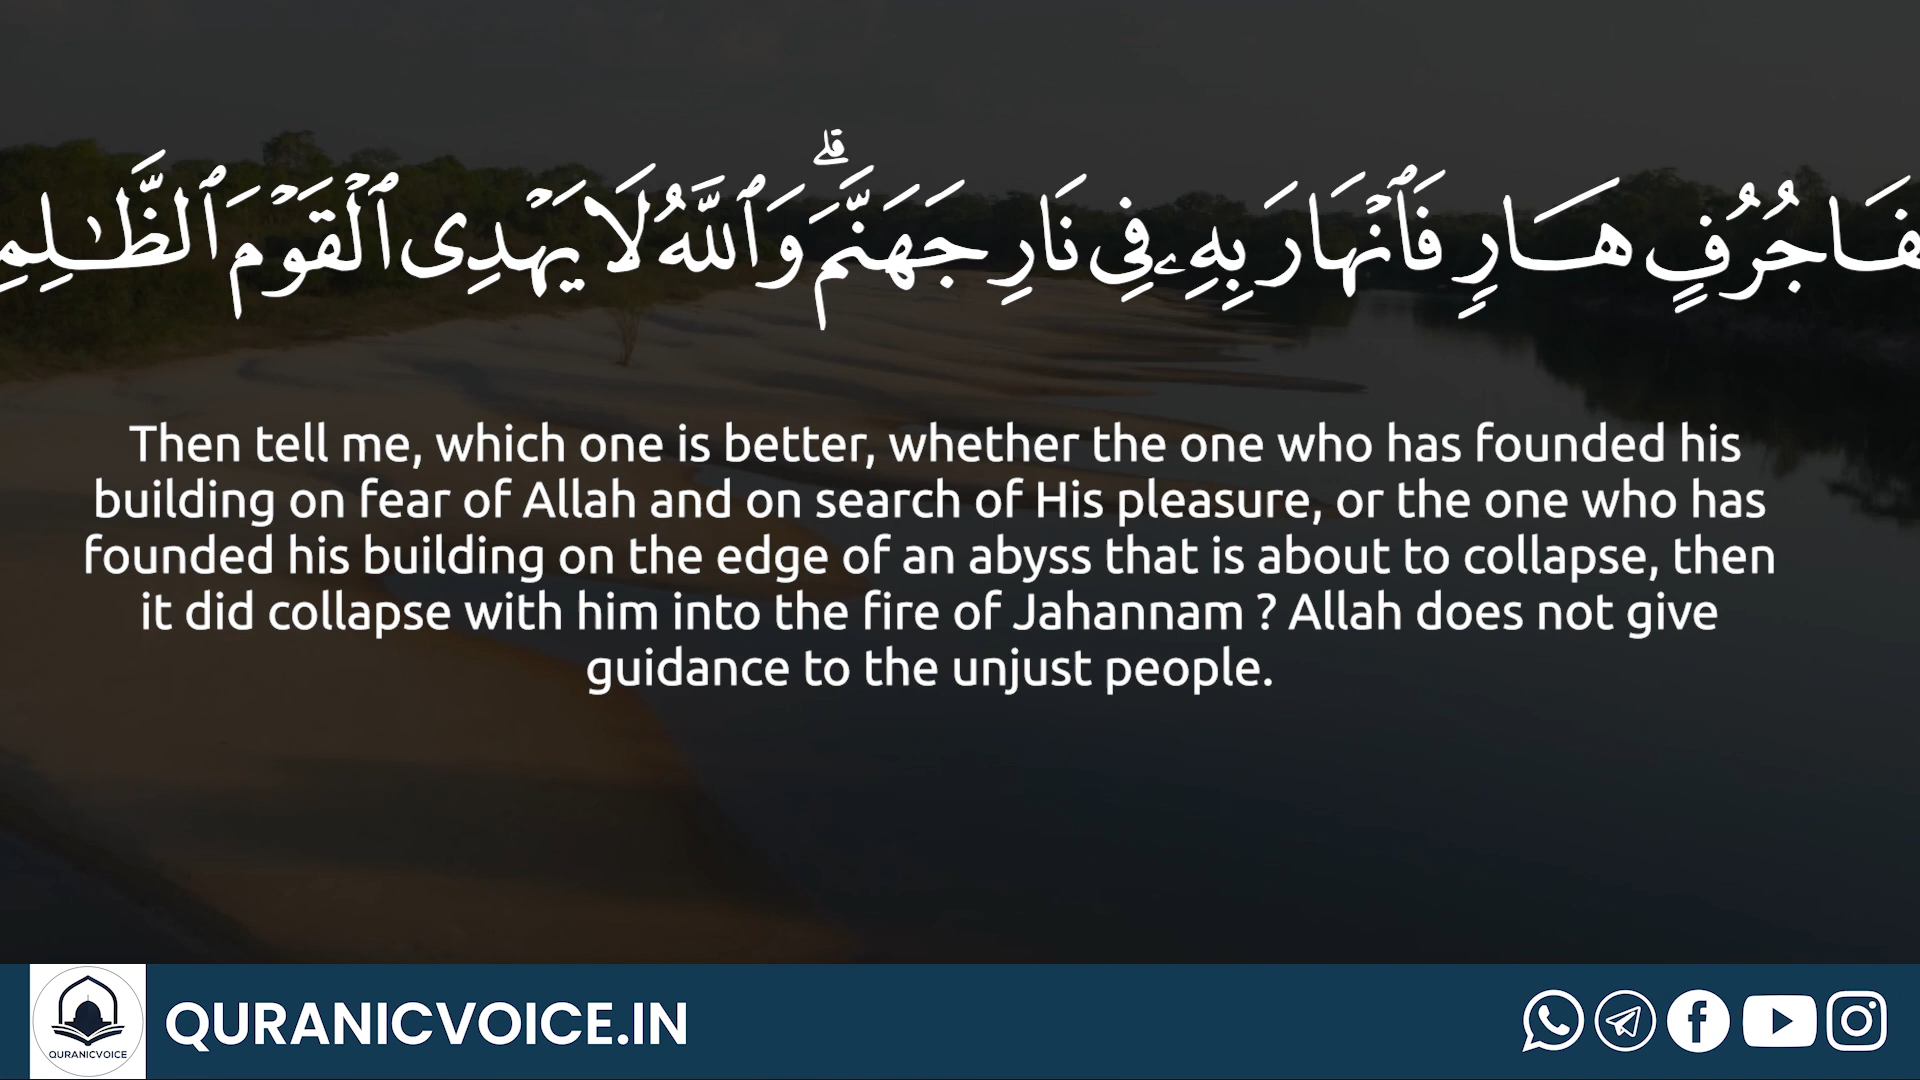 فَا جُرُفٍ هَارٍ فَٱنْهَارَ بِهِۦ فِى نَارِ جَهَنَّمَ ۗ وَٱللَّهُ لَا يَهْدِى ٱلْقَوْمَ ٱلظَّـٰلِمِ
Then tell me, which one is better, whether the one who has founded his
building on fear of Allah and on search of His pleasure, or the one who has
founded his building on the edge of an abyss that is about to collapse, then
it did collapse with him into the fire of Jahannam ? Allah does not give
guidance to the unjust people.
QURANICVOICE
QURANICVOICE.IN